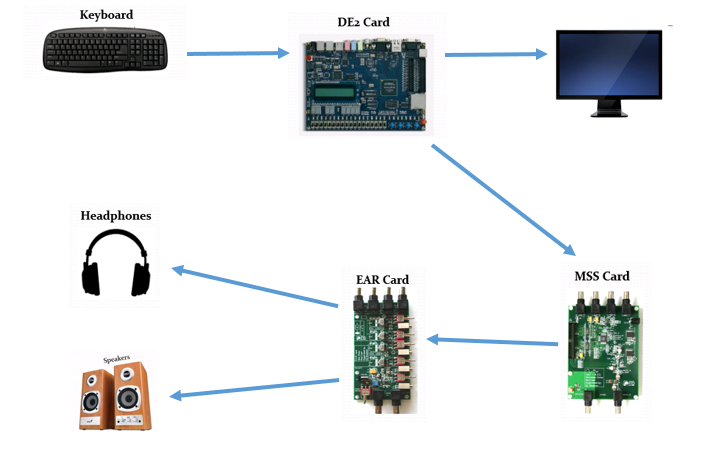 Keyboard
DE2 Card
Headphones
EAR Card
MSS Card
Speakers